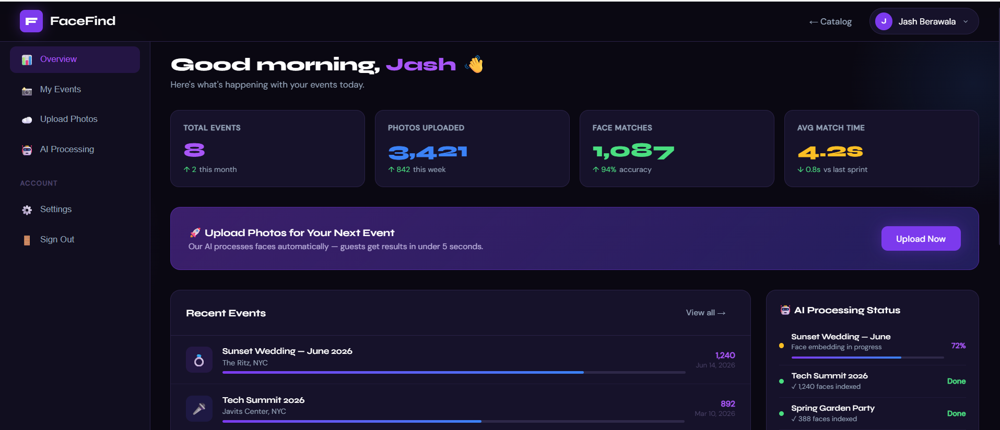 F FaceFind
← Catalog
J Jash Berawala
Overview
My Events
Upload Photos
AI Processing
ACCOUNT
Settings
Sign Out
Good morning, Jash 👋
Here's what's happening with your events today.
TOTAL EVENTS
8
↑ 2 this month
PHOTOS UPLOADED
3,421
↑ 842 this week
FACE MATCHES
1,087
↑ 94% accuracy
AVG MATCH TIME
4.2s
↓ 0.8s vs last sprint
🚀 Upload Photos for Your Next Event
Our AI processes faces automatically — guests get results in under 5 seconds.
Upload Now
Recent Events
View all →
Sunset Wedding — June 2026
The Ritz, NYC
1,240
Jun 14, 2026
Tech Summit 2026
Javits Center, NYC
892
Mar 10, 2026
AI Processing Status
Sunset Wedding — June
Face embedding in progress
72%
Tech Summit 2026
✓ 1,240 faces indexed
Done
Spring Garden Party
✓ 388 faces indexed
Done